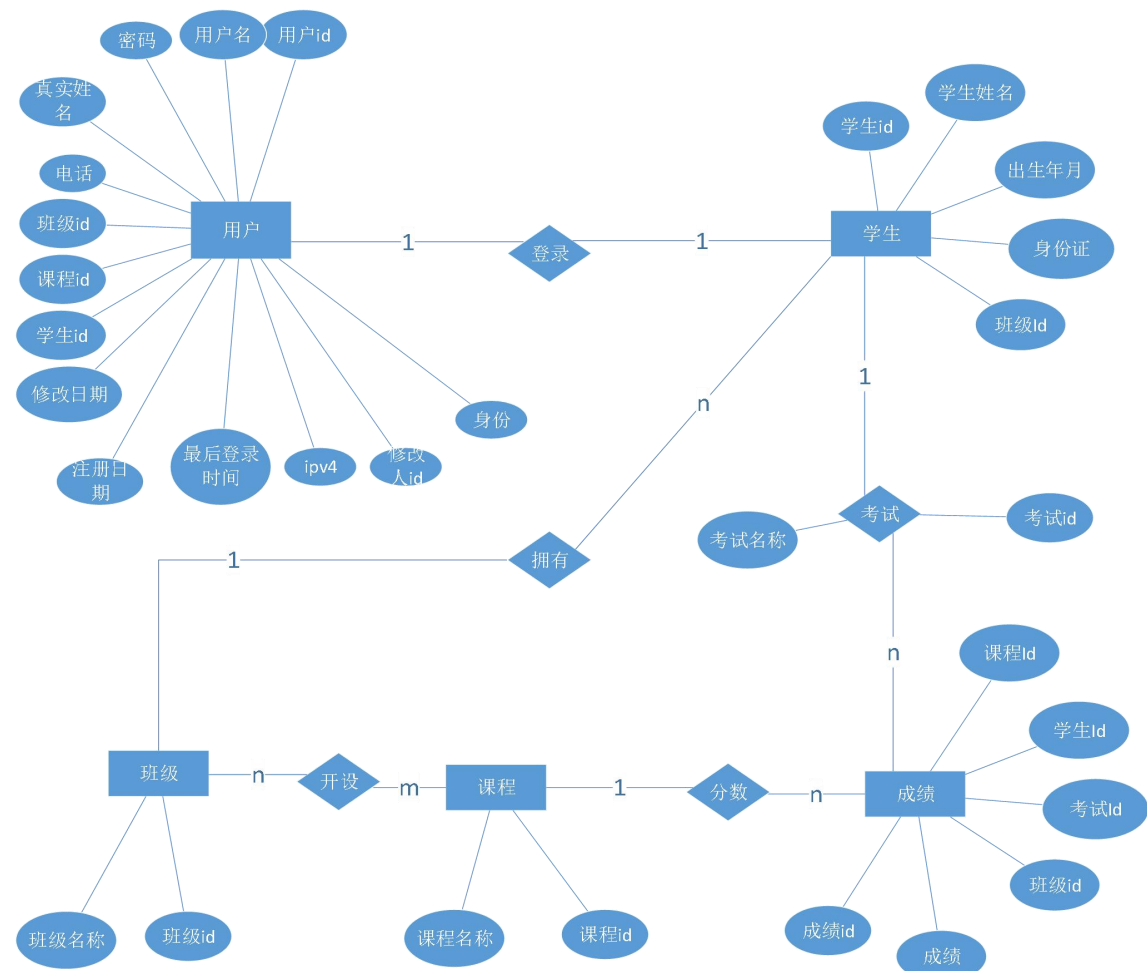 密码
用户名
用户id
真实姓
名
学生姓名
学生id
电话
出生年月
班级id
用户
1
登录
1
学生
身份证
课程id
学生id
班级Id
修改日期
1
n
身份
最后登录
时间
ipv4
修改
人id
注册日
期
考试
考试id
考试名称
1
拥有
n
课程Id
学生Id
班级
n
开设
m
课程
1
分数
n
成绩
考试Id
班级id
班级名称
班级id
课程名称
课程id
成绩id
成绩